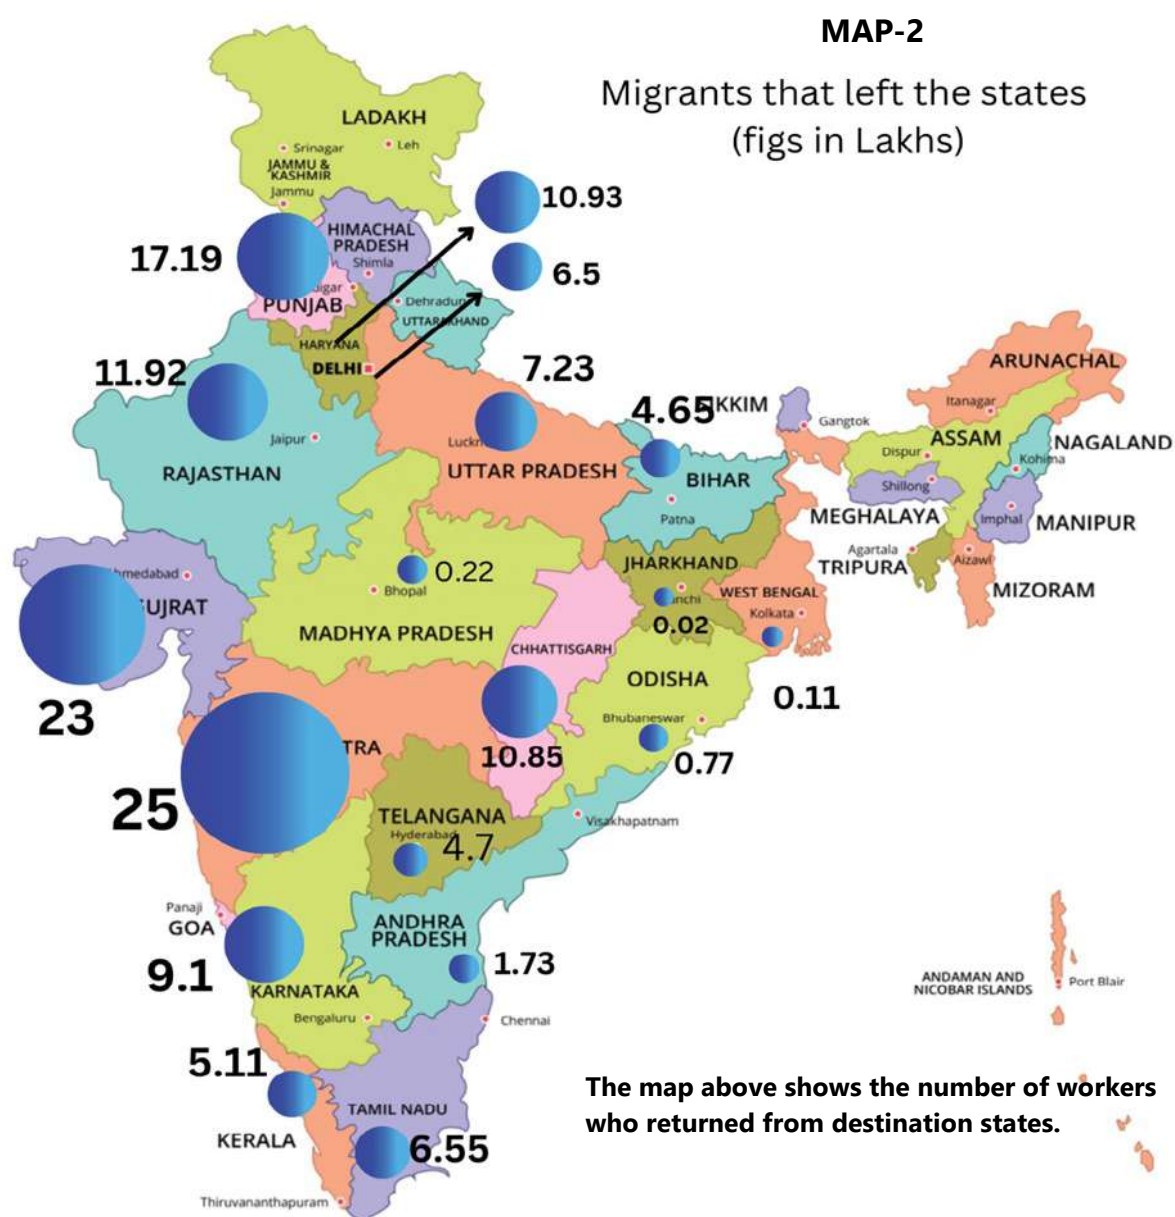 MAP-2
Migrants that left the states
(figs in Lakhs)
LADAKH
Srinagar
Leh
JAMMU &
KASHMIR
Jammu
10.93
HIMACHAL
PRADESH
17.19
Shimla
6.5
PUNJAB
Dehradun
UTTARAKHAND
HARYANA
DELHI
7.23
11.92
ARUNACHAL
Itanagar
4.65
Gangtok
Jaipur
ASSAM
NAGALAND
Dispur
Kohima
RAJASTHAN
UTTAR PRADESH
BIHAR
Shillong
Patna
MEGHALAYA
Imphal
MANIPUR
Agartala
TRIPURA
Aizawl
JHARKHAND
0.22
Bhopal
WEST BENGAL
MIZORAM
Kolkata
0.02
MADHYA PRADESH
CHHATTISGARH
ODISHA
0.11
23
Bhubaneswar
10.85
0.77
25
TELANGANA
Hyderabad
4.7
Visakhapatnam
Panaji
GOA
ANDHRA
PRADESH
1.73
9.1
KARNATAKA
ANDAMAN AND
NICOBAR ISLANDS
Port Blair
Bengaluru
Chennai
5.11
The map above shows the number of workers
who returned from destination states.
TAMIL NADU
KERALA
6.55
Thiruvananthapuram